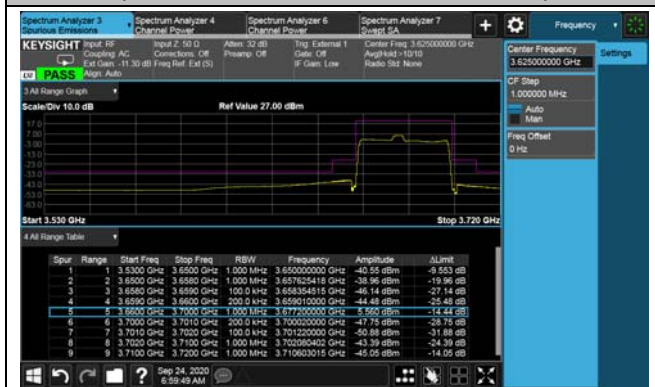 Spectrum Analyzer 3
Spurious Emissions
Spectrum Analyzer 4
Channel Power
Spectrum Analyzer 6
Channel Power
Spectrum Analyzer 7
Swept SA
Frequency
KEYSIGHT
Input: RF
Coupling: AC
Ext Gain: -11.30 dB
Align: Auto
Input Z: 50 Ω
Corrections: Off
Freq Ref: Ext (S)
Atten: 32 dB
Preamp: Off
Trig: External 1
Gate: Off
IF Gain: Low
Center Freq: 3.625000000 GHz
Avg|Hold:>10/10
Radio Std: None
PASS
Center Frequency
3.625000000 GHz
Settings
CF Step
1.000000 MHz
Auto
Man
Freq Offset
0 Hz
3 All Range Graph
Scale/Div 10.0 dB
Ref Value 27.00 dBm
17.0
7.00
-3.00
-13.0
-23.0
-33.0
-43.0
-53.0
-63.0
Start 3.530 GHz
Stop 3.720 GHz
4 All Range Table
Spur Range Start Freq Stop Freq RBW Frequency Amplitude ΔLimit
1 1 3.5300 GHz 3.6500 GHz 1.000 MHz 3.650000000 GHz -40.55 dBm -9.553 dB
2 2 3.6500 GHz 3.6580 GHz 1.000 MHz 3.657625418 GHz -38.96 dBm -19.96 dB
3 3 3.6580 GHz 3.6590 GHz 100.0 kHz 3.658354515 GHz -46.14 dBm -27.14 dB
4 4 3.6590 GHz 3.6600 GHz 200.0 kHz 3.659010000 GHz -44.48 dBm -25.48 dB
5 5 3.6600 GHz 3.7000 GHz 1.000 MHz 3.677200000 GHz 5.560 dBm -14.44 dB
6 6 3.7000 GHz 3.7010 GHz 200.0 kHz 3.700020000 GHz -47.75 dBm -28.75 dB
7 7 3.7010 GHz 3.7020 GHz 100.0 kHz 3.701220000 GHz -50.88 dBm -31.88 dB
8 8 3.7020 GHz 3.7100 GHz 1.000 MHz 3.702080402 GHz -43.39 dBm -24.39 dB
9 9 3.7100 GHz 3.7200 GHz 1.000 MHz 3.710603015 GHz -45.05 dBm -14.05 dB
Sep 24, 2020
6:59:49 AM